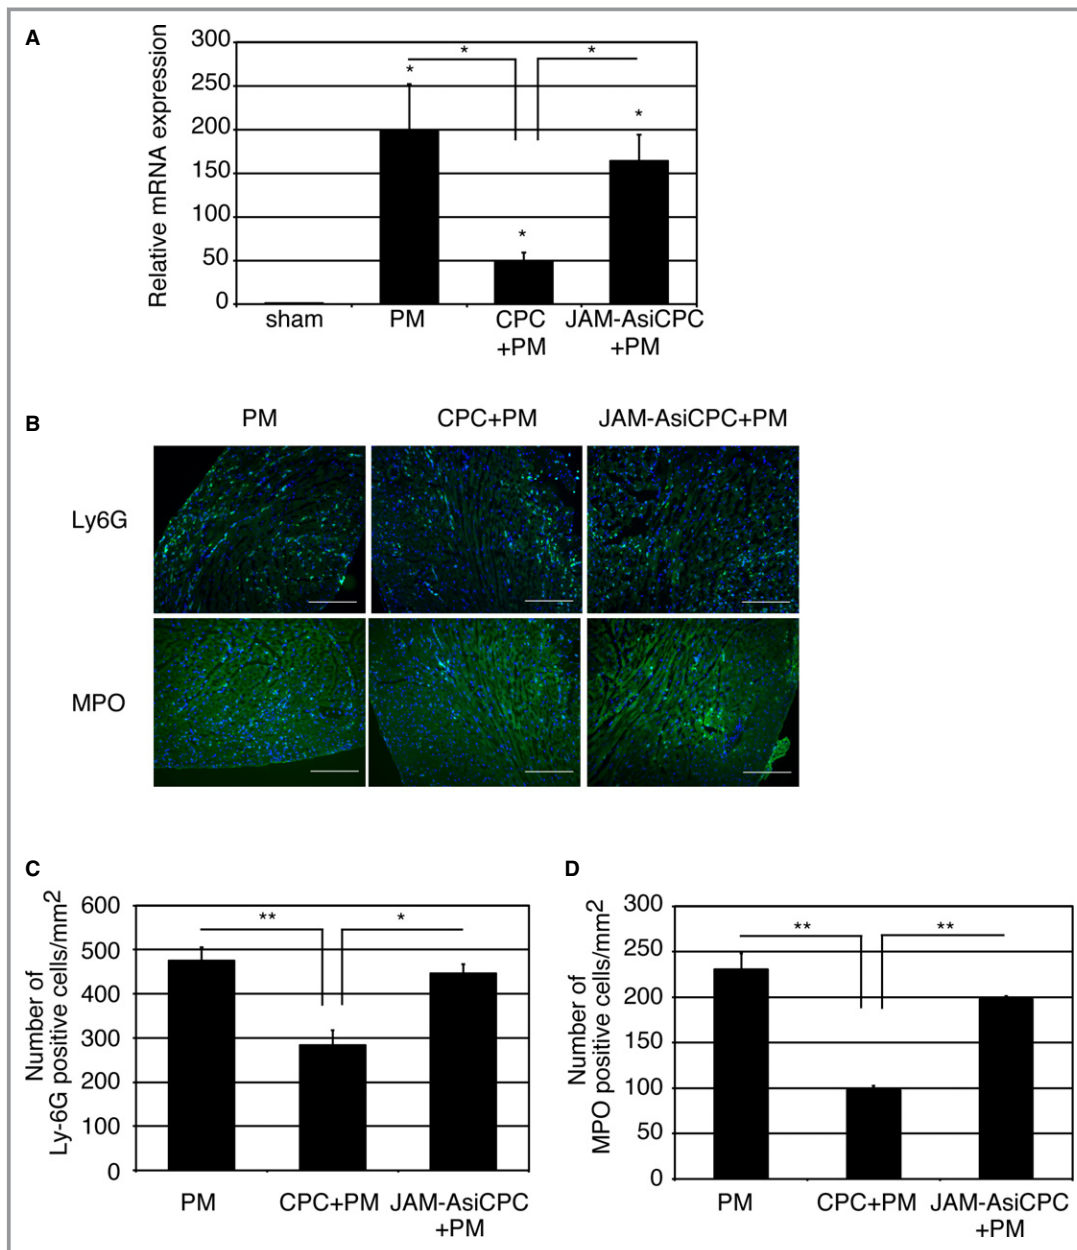 A
Relative mRNA expression
300
250
200
150
100
50
0
*
*
*
*
*
sham
PM
CPC
+PM
JAM-AsiCPC
+PM
B
PM
CPC+PM
JAM-AsiCPC+PM
Ly6G
MPO
C
Number of
Ly-6G positive cells/mm2
600
500
400
300
200
100
0
**
*
PM
CPC+PM
JAM-AsiCPC
+PM
D
Number of
MPO positive cells/mm2
300
250
200
150
100
50
0
**
**
PM
CPC+PM
JAM-AsiCPC
+PM